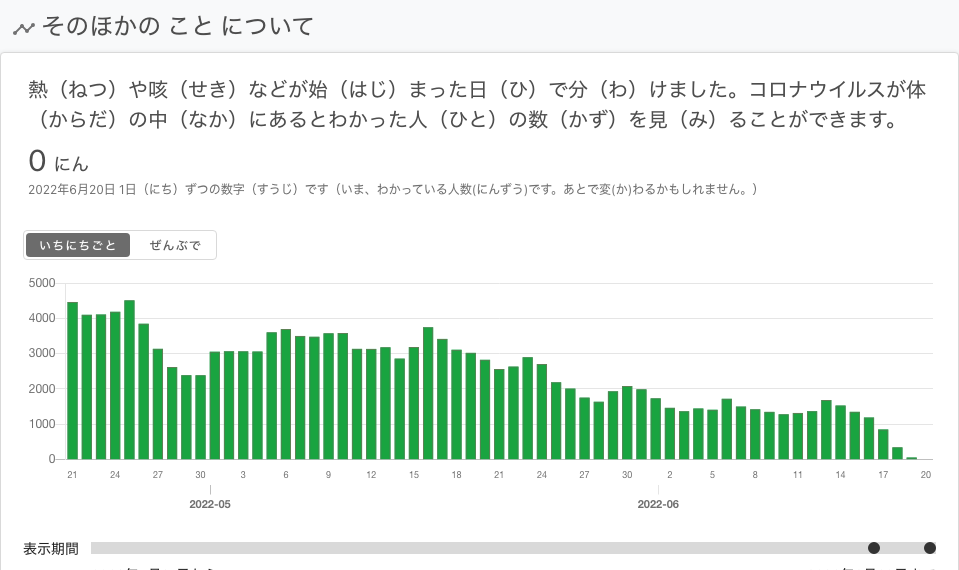 そのほかの こと について
熱（ねつ）や咳（せき）などが始（はじ）まった日（ひ）で分（わ）けました。コロナウイルスが体
（からだ）の中（なか）にあるとわかった人（ひと）の数（かず）を見（み）ることができます。
0 にん
2022年6月20日 1日（にち）ずつの数字（すうじ）です（いま、わかっている人数(にんずう)です。あとで変(か)わるかもしれません。）
いちにちごと ぜんぶで
5000
4000
3000
2000
1000
0
21 24 27 30 3 6 9 12 15 18 21 24 27 30 2 5 8 11 14 17 20
2022-05 2022-06
表示期間